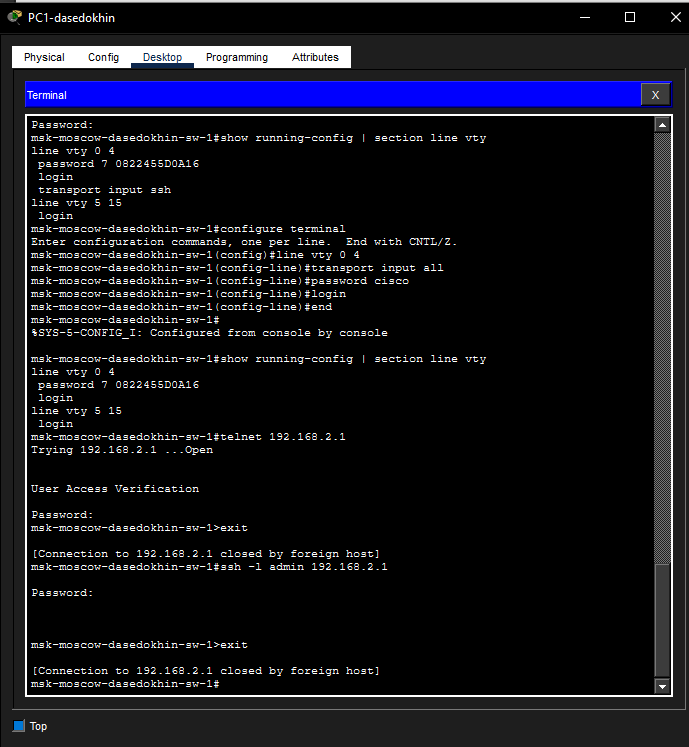 PC1-dasedokhin
Physical Config Desktop Programming Attributes
Terminal X
Password:
msk-moscow-dasedokhin-sw-1#show running-config | section line vty
line vty 0 4
 password 7 0822455D0A16
 login
 transport input ssh
line vty 5 15
 login
msk-moscow-dasedokhin-sw-1#configure terminal
Enter configuration commands, one per line.  End with CNTL/Z.
msk-moscow-dasedokhin-sw-1(config)#line vty 0 4
msk-moscow-dasedokhin-sw-1(config-line)#transport input all
msk-moscow-dasedokhin-sw-1(config-line)#password cisco
msk-moscow-dasedokhin-sw-1(config-line)#login
msk-moscow-dasedokhin-sw-1(config-line)#end
msk-moscow-dasedokhin-sw-1#
%SYS-5-CONFIG_I: Configured from console by console
msk-moscow-dasedokhin-sw-1#show running-config | section line vty
line vty 0 4
 password 7 0822455D0A16
 login
line vty 5 15
 login
msk-moscow-dasedokhin-sw-1#telnet 192.168.2.1
Trying 192.168.2.1 ...Open
User Access Verification
Password:
msk-moscow-dasedokhin-sw-1>exit
[Connection to 192.168.2.1 closed by foreign host]
msk-moscow-dasedokhin-sw-1#ssh -l admin 192.168.2.1
Password:
msk-moscow-dasedokhin-sw-1>exit
[Connection to 192.168.2.1 closed by foreign host]
msk-moscow-dasedokhin-sw-1#
Top